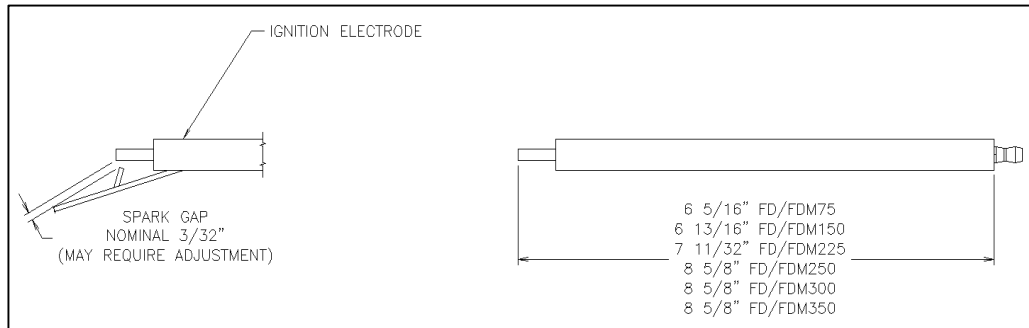 IGNITION ELECTRODE
SPARK GAP
NOMINAL 3/32”
(MAY REQUIRE ADJUSTMENT)
6 5/16” FD/FDM75
6 13/16” FD/FDM150
7 11/32” FD/FDM225
8 5/8” FD/FDM250
8 5/8” FD/FDM300
8 5/8” FD/FDM350